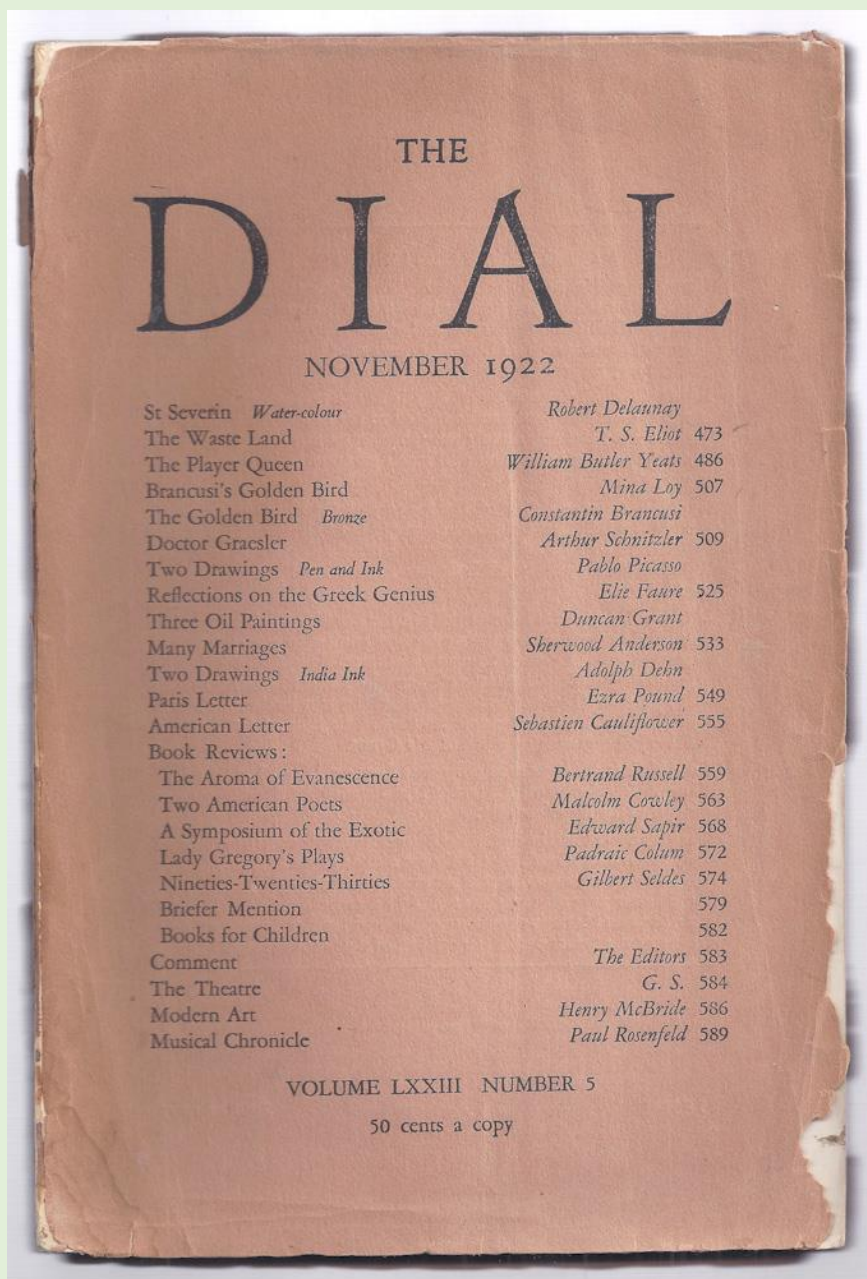 THE
DIAL
NOVEMBER 1922
St Severin Water-colour Robert Delaunay
The Waste Land T. S. Eliot 473
The Player Queen William Butler Yeats 486
Brancusi's Golden Bird Mina Loy 507
The Golden Bird Bronze Constantin Brancusi
Doctor Graesler Arthur Schnitzler 509
Two Drawings Pen and Ink Pablo Picasso
Reflections on the Greek Genius Elie Faure 525
Three Oil Paintings Duncan Grant
Many Marriages Sherwood Anderson 533
Two Drawings India Ink Adolph Dehn
Paris Letter Ezra Pound 549
American Letter Sebastien Cauliflower 555
Book Reviews:
The Aroma of Evanescence Bertrand Russell 559
Two American Poets Malcolm Cowley 563
A Symposium of the Exotic Edward Sapir 568
Lady Gregory's Plays Padraic Colum 572
Nineties-Twenties-Thirties Gilbert Seldes 574
Briefer Mention 579
Books for Children 582
Comment The Editors 583
The Theatre G. S. 584
Modern Art Henry McBride 586
Musical Chronicle Paul Rosenfeld 589
VOLUME LXXIII NUMBER 5
50 cents a copy